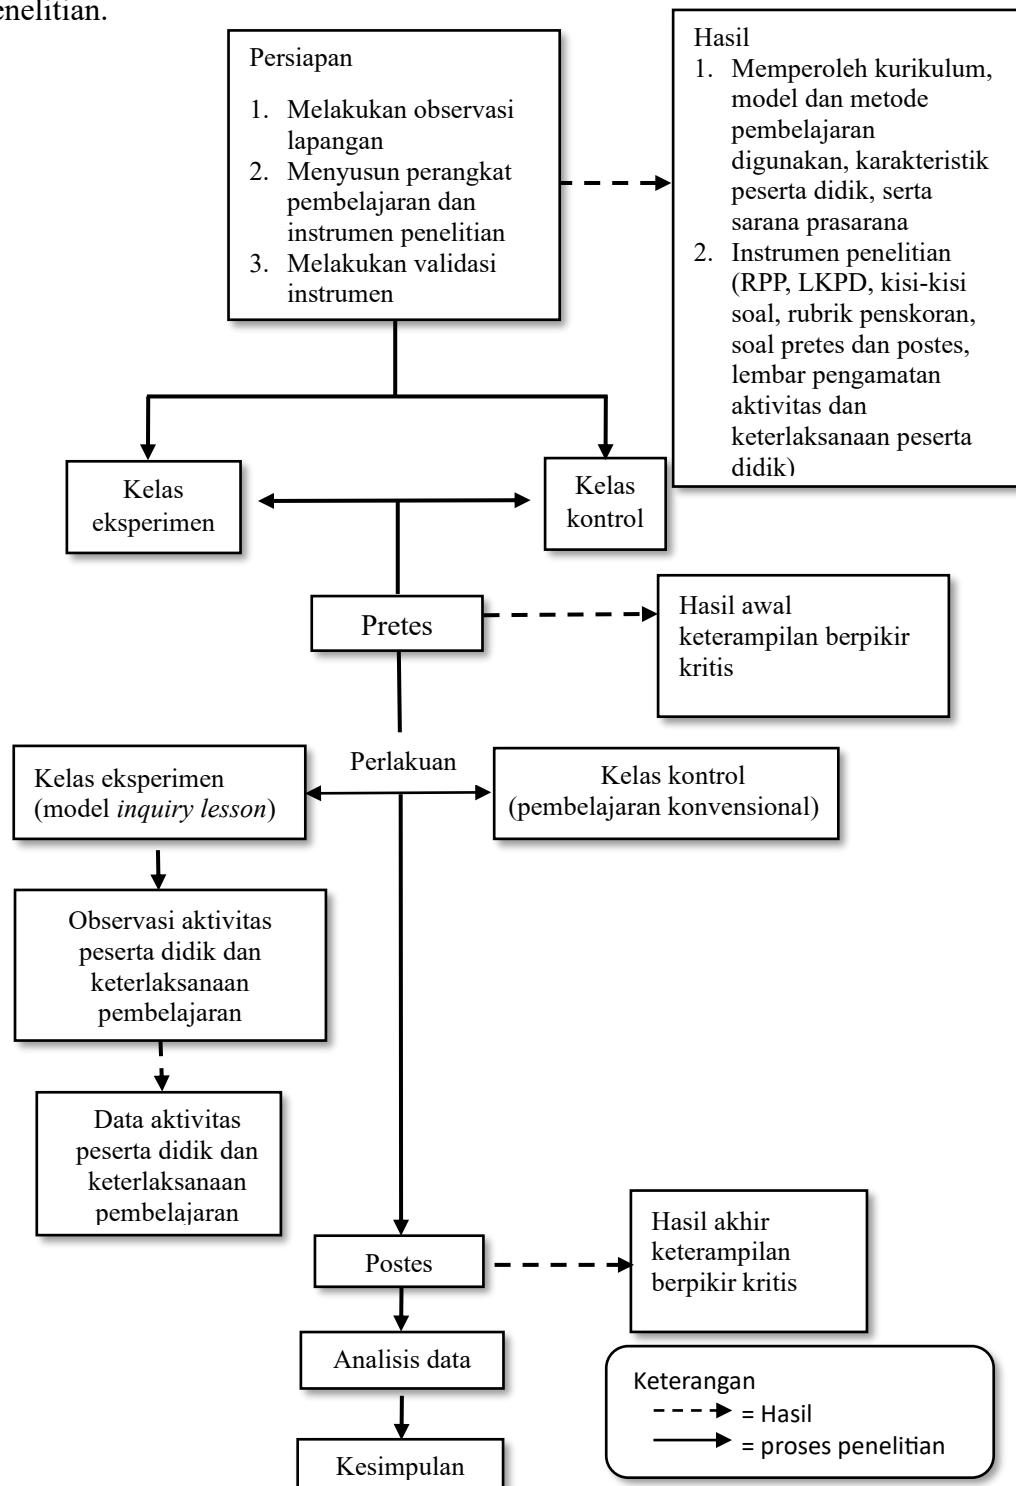 enelitian.
Persiapan
1. Melakukan observasi
lapangan
2. Menyusun perangkat
pembelajaran dan
instrumen penelitian
3. Melakukan validasi
instrumen
Hasil
1. Memperoleh kurikulum,
model dan metode
pembelajaran
digunakan, karakteristik
peserta didik, serta
sarana prasarana
2. Instrumen penelitian
(RPP, LKPD, kisi-kisi
soal, rubrik penskoran,
soal pretes dan postes,
lembar pengamatan
aktivitas dan
keterlaksanaan peserta
didik)
Kelas
eksperimen
Kelas
kontrol
Pretes
Hasil awal
keterampilan berpikir
kritis
Perlakuan
Kelas eksperimen
(model inquiry lesson)
Kelas kontrol
(pembelajaran konvensional)
Observasi aktivitas
peserta didik dan
keterlaksanaan
pembelajaran
Data aktivitas
peserta didik dan
keterlaksanaan
pembelajaran
Postes
Hasil akhir
keterampilan
berpikir kritis
Analisis data
Kesimpulan
Keterangan
= Hasil
= proses penelitian